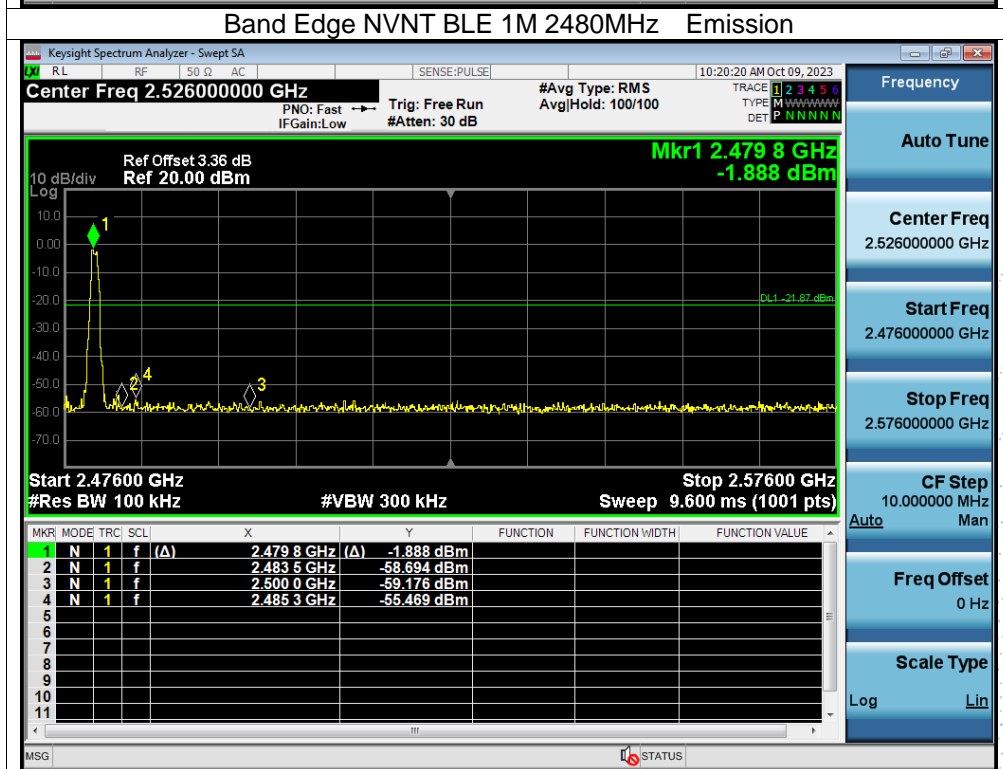 Band Edge NVNT BLE 1M 2480MHz Emission
Keysight Spectrum Analyzer - Swept SA
LXI RL RF 50 Ω AC SENSE:PULSE 10:20:20 AM Oct 09, 2023
Center Freq 2.526000000 GHz #Avg Type: RMS TRACE 1 2 3 4 5 6
PNO: Fast Trig: Free Run Avg|Hold: 100/100 TYPE M WWWWW
IFGain:Low #Atten: 30 dB DET P N N N N N
Mkr1 2.479 8 GHz
Ref Offset 3.36 dB
10 dB/div Ref 20.00 dBm -1.888 dBm
Log
10.0
1
0.00
-10.0
-20.0
DL1 -21.87 dBm
-30.0
-40.0
-50.0
2 4 3
-60.0
-70.0
Start 2.47600 GHz Stop 2.57600 GHz
#Res BW 100 kHz #VBW 300 kHz Sweep 9.600 ms (1001 pts)
MKR MODE TRC SCL X Y FUNCTION FUNCTION WIDTH FUNCTION VALUE
1 N 1 f (Δ) 2.479 8 GHz (Δ) -1.888 dBm
2 N 1 f 2.483 5 GHz -58.694 dBm
3 N 1 f 2.500 0 GHz -59.176 dBm
4 N 1 f 2.485 3 GHz -55.469 dBm
5
6
7
8
9
10
11
MSG STATUS
Frequency
Auto Tune
Center Freq
2.526000000 GHz
Start Freq
2.476000000 GHz
Stop Freq
2.576000000 GHz
CF Step
10.000000 MHz
Auto Man
Freq Offset
0 Hz
Scale Type
Log Lin